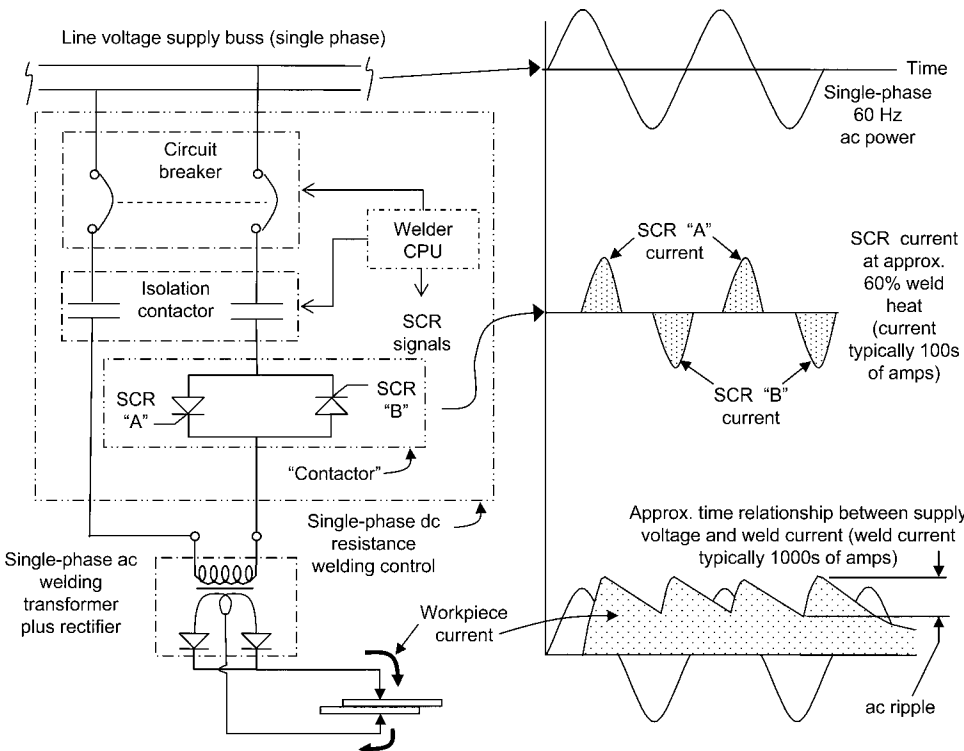 Line voltage supply buss (single phase)
Circuit
breaker
Welder
CPU
Isolation
contactor
SCR
signals
SCR
"A"
SCR
"B"
"Contactor"
Single-phase dc
resistance
welding control
Single-phase ac
welding
transformer
plus rectifier
Workpiece
current
Time
Single-phase
60 Hz
ac power
SCR "A"
current
SCR current
at approx.
60% weld
heat
(current
typically 100s
of amps)
SCR "B"
current
Approx. time relationship between supply
voltage and weld current (weld current
typically 1000s of amps)
ac ripple